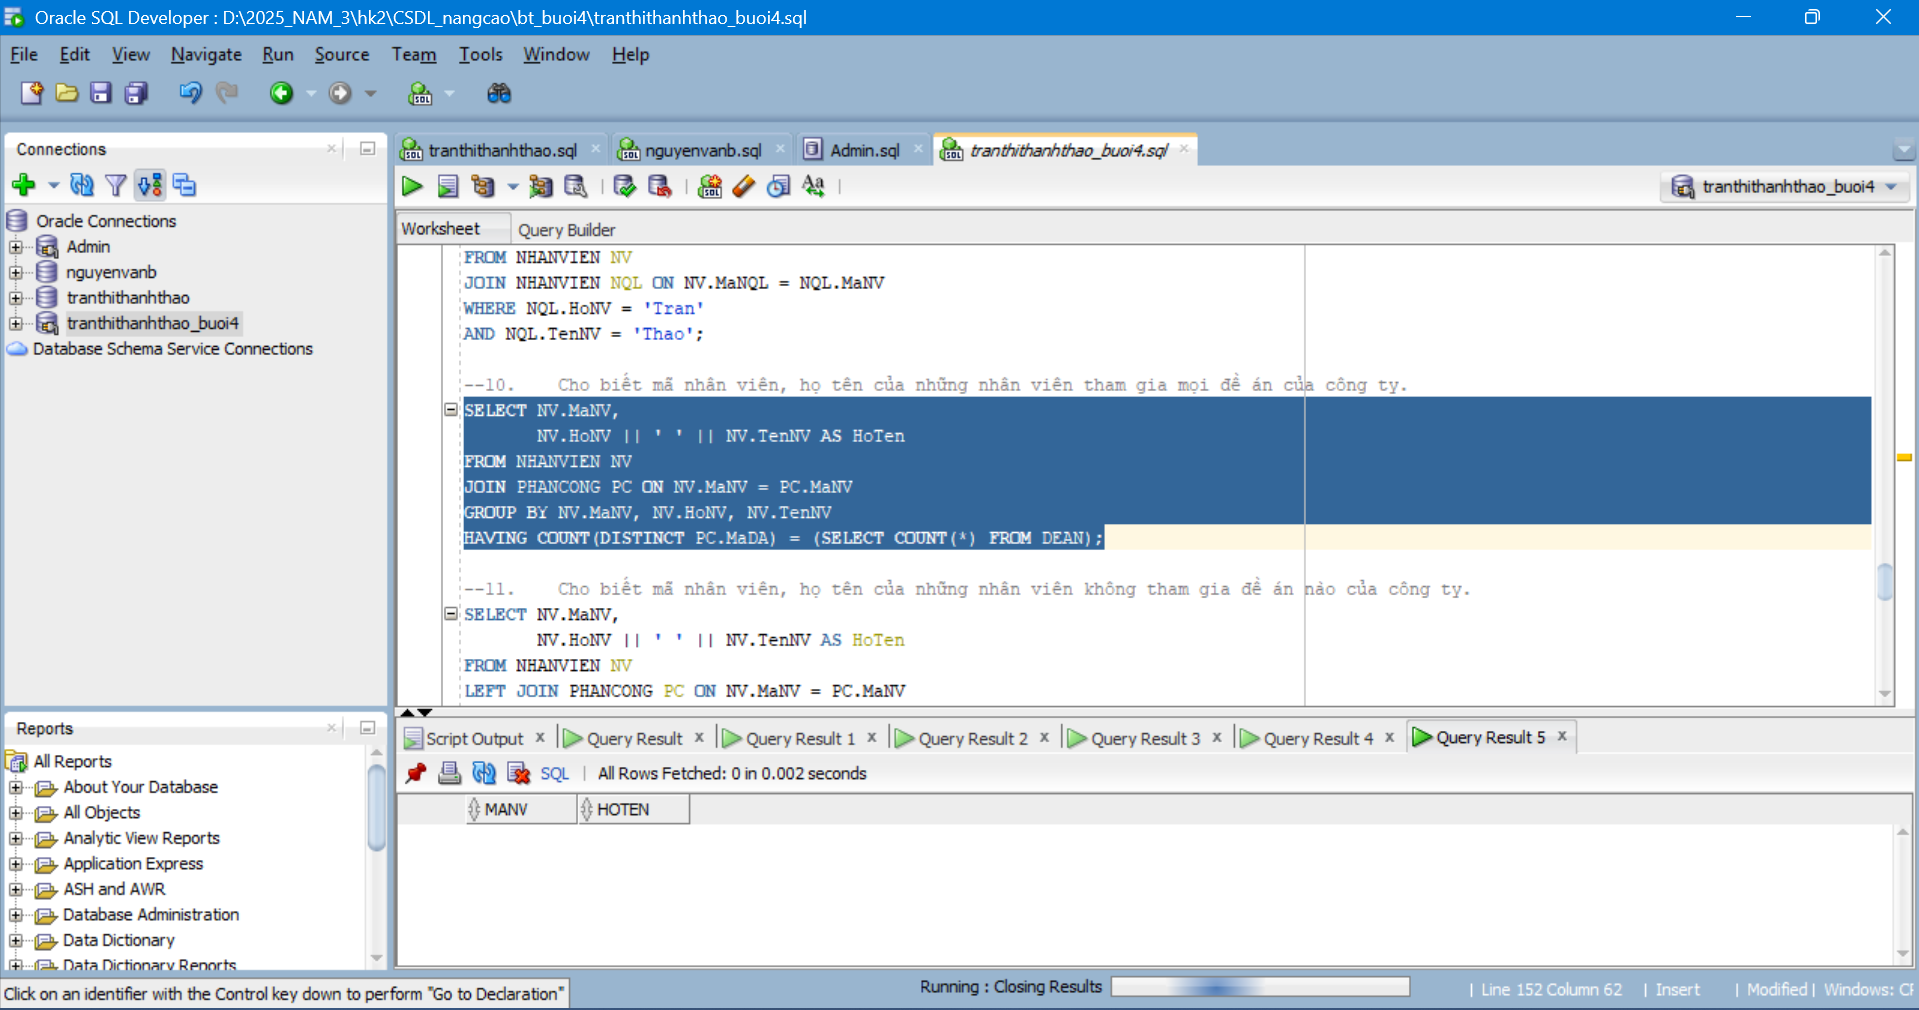 Oracle SQL Developer : D:\2025_NAM_3\hk2\CSDL_nangcao\bt_buoi4\tranthithanhthao_buoi4.sql
File Edit View Navigate Run Source Team Tools Window Help
Connections
Oracle Connections
Admin
nguyenvanb
tranthithanhthao
tranthithanhthao_buoi4
Database Schema Service Connections
tranthithanhthao.sql nguyenvanb.sql Admin.sql tranthithanhthao_buoi4.sql
tranthithanhthao_buoi4
Worksheet Query Builder
FROM NHANVIEN NV
JOIN NHANVIEN NQL ON NV.MaNQL = NQL.MaNV
WHERE NQL.HoNV = 'Tran'
AND NQL.TenNV = 'Thao';
--10. Cho biết mã nhân viên, họ tên của những nhân viên tham gia mọi đề án của công ty.
SELECT NV.MaNV,
NV.HoNV || ' ' || NV.TenNV AS HoTen
FROM NHANVIEN NV
JOIN PHANCONG PC ON NV.MaNV = PC.MaNV
GROUP BY NV.MaNV, NV.HoNV, NV.TenNV
HAVING COUNT(DISTINCT PC.MaDA) = (SELECT COUNT(*) FROM DEAN);
--11. Cho biết mã nhân viên, họ tên của những nhân viên không tham gia đề án nào của công ty.
SELECT NV.MaNV,
NV.HoNV || ' ' || NV.TenNV AS HoTen
FROM NHANVIEN NV
LEFT JOIN PHANCONG PC ON NV.MaNV = PC.MaNV
Reports
All Reports
About Your Database
All Objects
Analytic View Reports
Application Express
ASH and AWR
Database Administration
Data Dictionary
Data Dictionary Reports
Script Output Query Result Query Result 1 Query Result 2 Query Result 3 Query Result 4 Query Result 5
SQL | All Rows Fetched: 0 in 0.002 seconds
MANV HOTEN
Click on an identifier with the Control key down to perform "Go to Declaration"
Running : Closing Results
| Line 152 Column 62 | Insert | Modified | Windows: